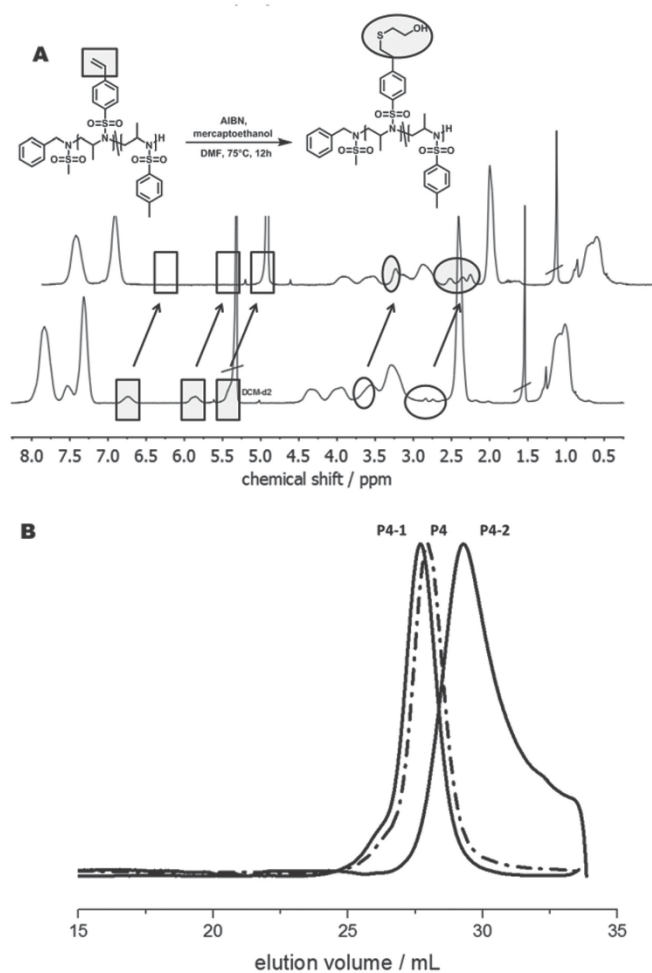 A
S
OH
O=S=O
O=S=O
N
N
N
H
N
N
NH
O=S=O
O=S=O
O=S=O
O=S=O
AIBN,
mercaptoethanol
DMF, 75°C, 12h
DCM-d2
8.0 7.5 7.0 6.5 6.0 5.5 5.0 4.5 4.0 3.5 3.0 2.5 2.0 1.5 1.0 0.5
chemical shift / ppm
B
P4-1 P4 P4-2
15 20 25 30 35
elution volume / mL